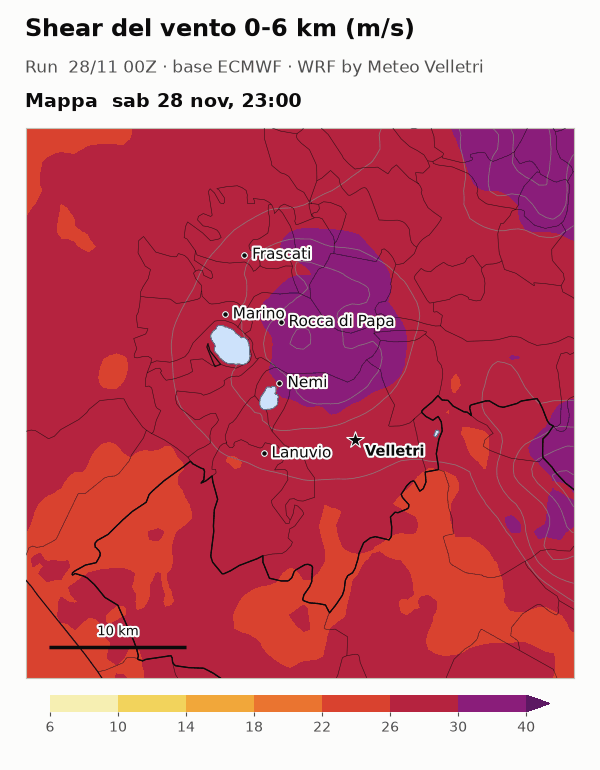 Shear del vento 0-6 km (m/s)
Run  28/11 00Z · base ECMWF · WRF by Meteo Velletri
Mappa  sab 28 nov, 23:00
Frascati
Marino
Rocca di Papa
Nemi
Velletri
Lanuvio
10 km
6 10 14 18 22 26 30 40